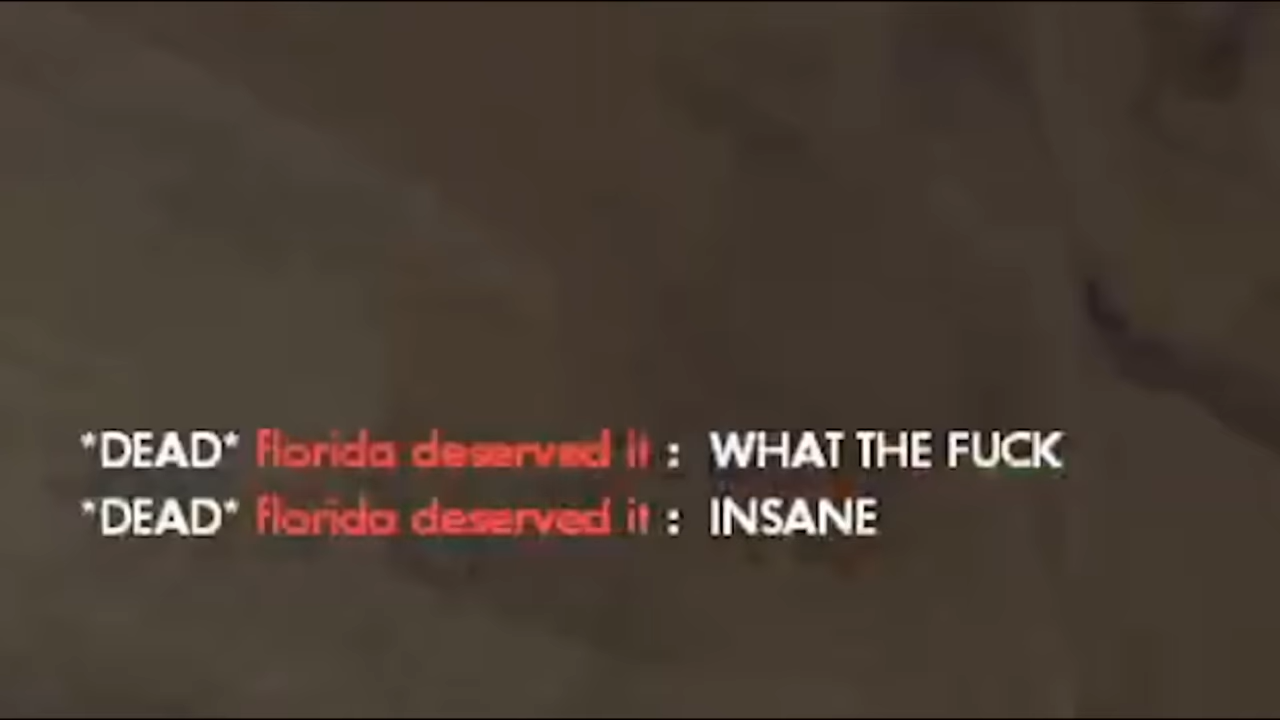 *DEAD* florida deserved it :  WHAT THE FUCK
*DEAD* florida deserved it :  INSANE